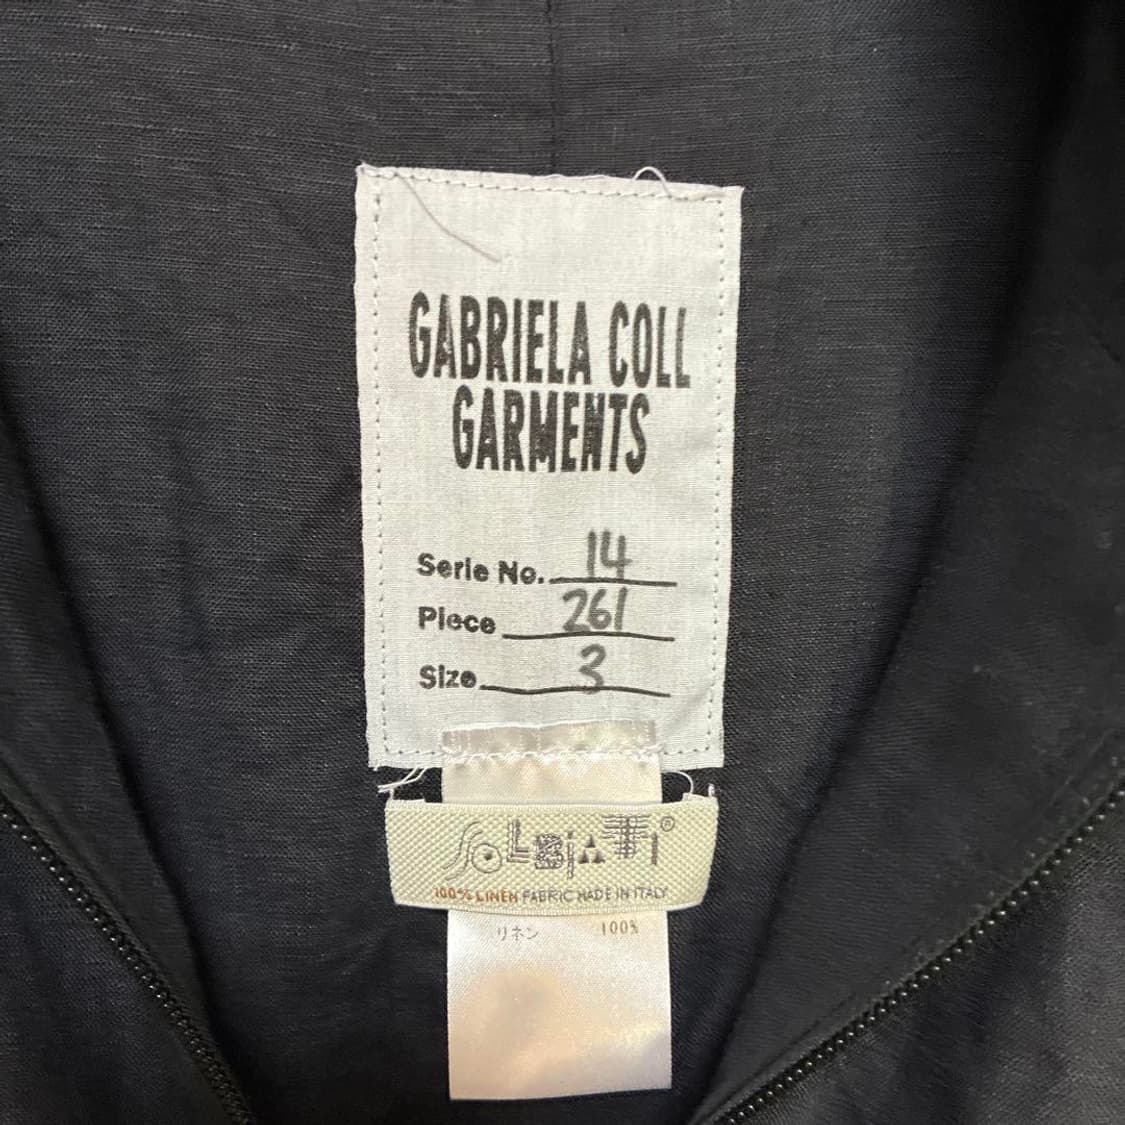 GABRIELA COLL
GARMENTS
Serie No. 14
Piece 261
Size 3
SOLBIATI®
100% LINEN FABRIC MADE IN ITALY
リネン 100%